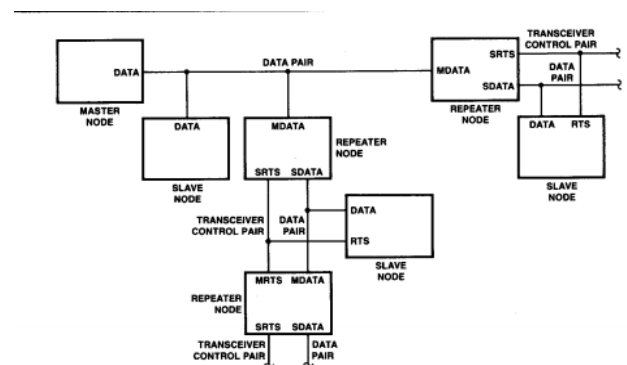 TRANSCEIVER
CONTROL PAIR
SRTS
DATA PAIR
DATA
MDATA
DATA
PAIR
SDATA
MASTER
NODE
REPEATER
NODE
DATA
MDATA
DATA RTS
REPEATER
NODE
SRTS SDATA
SLAVE
NODE
SLAVE
NODE
TRANSCEIVER
CONTROL PAIR
DATA
PAIR
DATA
RTS
SLAVE
NODE
MRTS MDATA
REPEATER
NODE
SRTS SDATA
TRANSCEIVER
CONTROL PAIR
DATA
PAIR